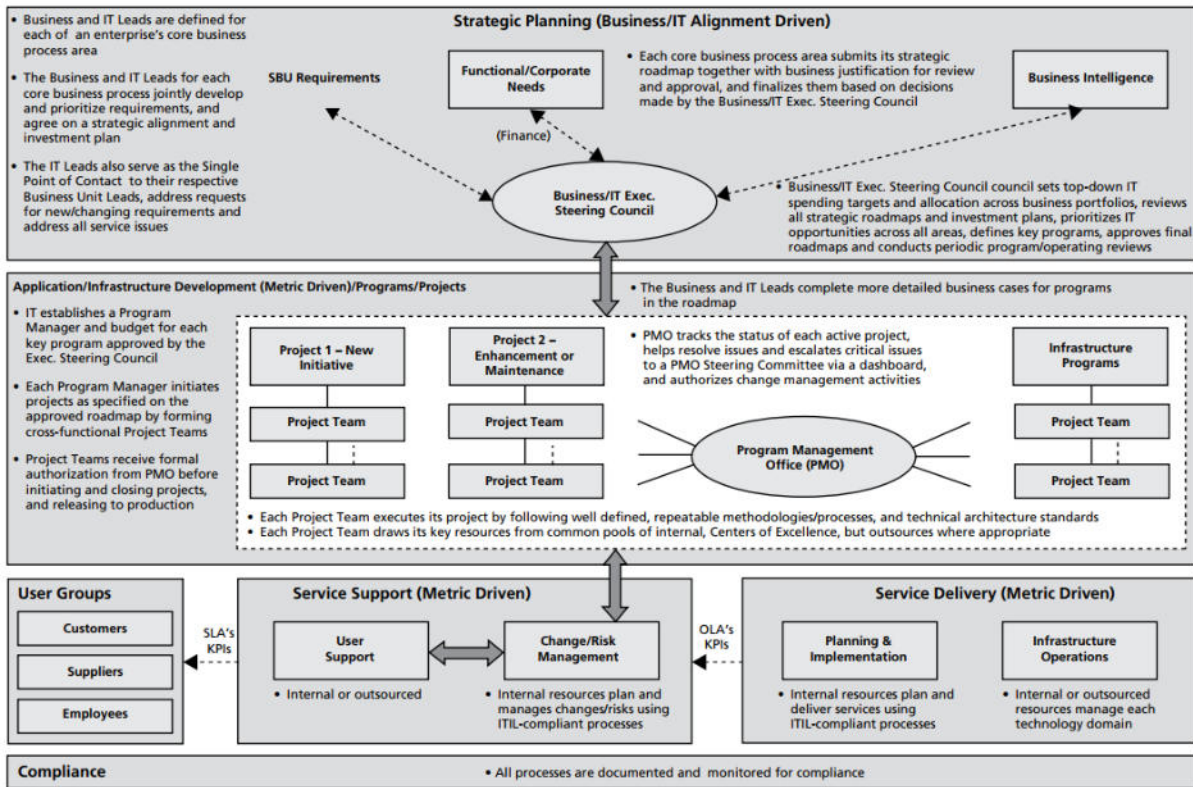 Strategic Planning (Business/IT Alignment Driven)
• Business and IT Leads are defined for
each of an enterprise's core business
process area
• The Business and IT Leads for each
core business process jointly develop
and prioritize requirements, and
agree on a strategic alignment and
investment plan
• The IT Leads also serve as the Single
Point of Contact to their respective
Business Unit Leads, address requests
for new/changing requirements and
address all service issues
SBU Requirements
Functional/Corporate
Needs
(Finance)
• Each core business process area submits its strategic
roadmap together with business justification for review
and approval, and finalizes them based on decisions
made by the Business/IT Exec. Steering Council
Business Intelligence
Business/IT Exec.
Steering Council
• Business/IT Exec. Steering Council council sets top-down IT
spending targets and allocation across business portfolios, reviews
all strategic roadmaps and investment plans, prioritizes IT
opportunities across all areas, defines key programs, approves final
roadmaps and conducts periodic program/operating reviews
Application/Infrastructure Development (Metric Driven)/Programs/Projects
• The Business and IT Leads complete more detailed business cases for programs
in the roadmap
• IT establishes a Program
Manager and budget for each
key program approved by the
Exec. Steering Council
• Each Program Manager initiates
projects as specified on the
approved roadmap by forming
cross-functional Project Teams
• Project Teams receive formal
authorization from PMO before
initiating and closing projects,
and releasing to production
Project 1 – New
Initiative
Project Team
Project Team
Project 2 –
Enhancement or
Maintenance
Project Team
Project Team
• PMO tracks the status of each active project,
helps resolve issues and escalates critical issues
to a PMO Steering Committee via a dashboard,
and authorizes change management activities
Program Management
Office (PMO)
Infrastructure
Programs
Project Team
Project Team
• Each Project Team executes its project by following well defined, repeatable methodologies/processes, and technical architecture standards
• Each Project Team draws its key resources from common pools of internal, Centers of Excellence, but outsources where appropriate
User Groups
Customers
Suppliers
Employees
SLA's
KPIs
Service Support (Metric Driven)
User
Support
• Internal or outsourced
Change/Risk
Management
• Internal resources plan and
manages changes/risks using
ITIL-compliant processes
OLA's
KPIs
Service Delivery (Metric Driven)
Planning &
Implementation
• Internal resources plan and
deliver services using
ITIL-compliant processes
Infrastructure
Operations
• Internal or outsourced
resources manage each
technology domain
Compliance
• All processes are documented and monitored for compliance